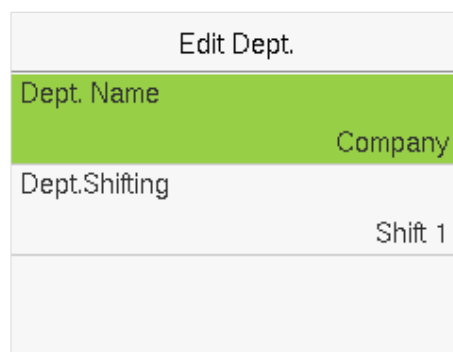 Edit Dept.
Dept. Name
Company
Dept.Shifting
Shift 1